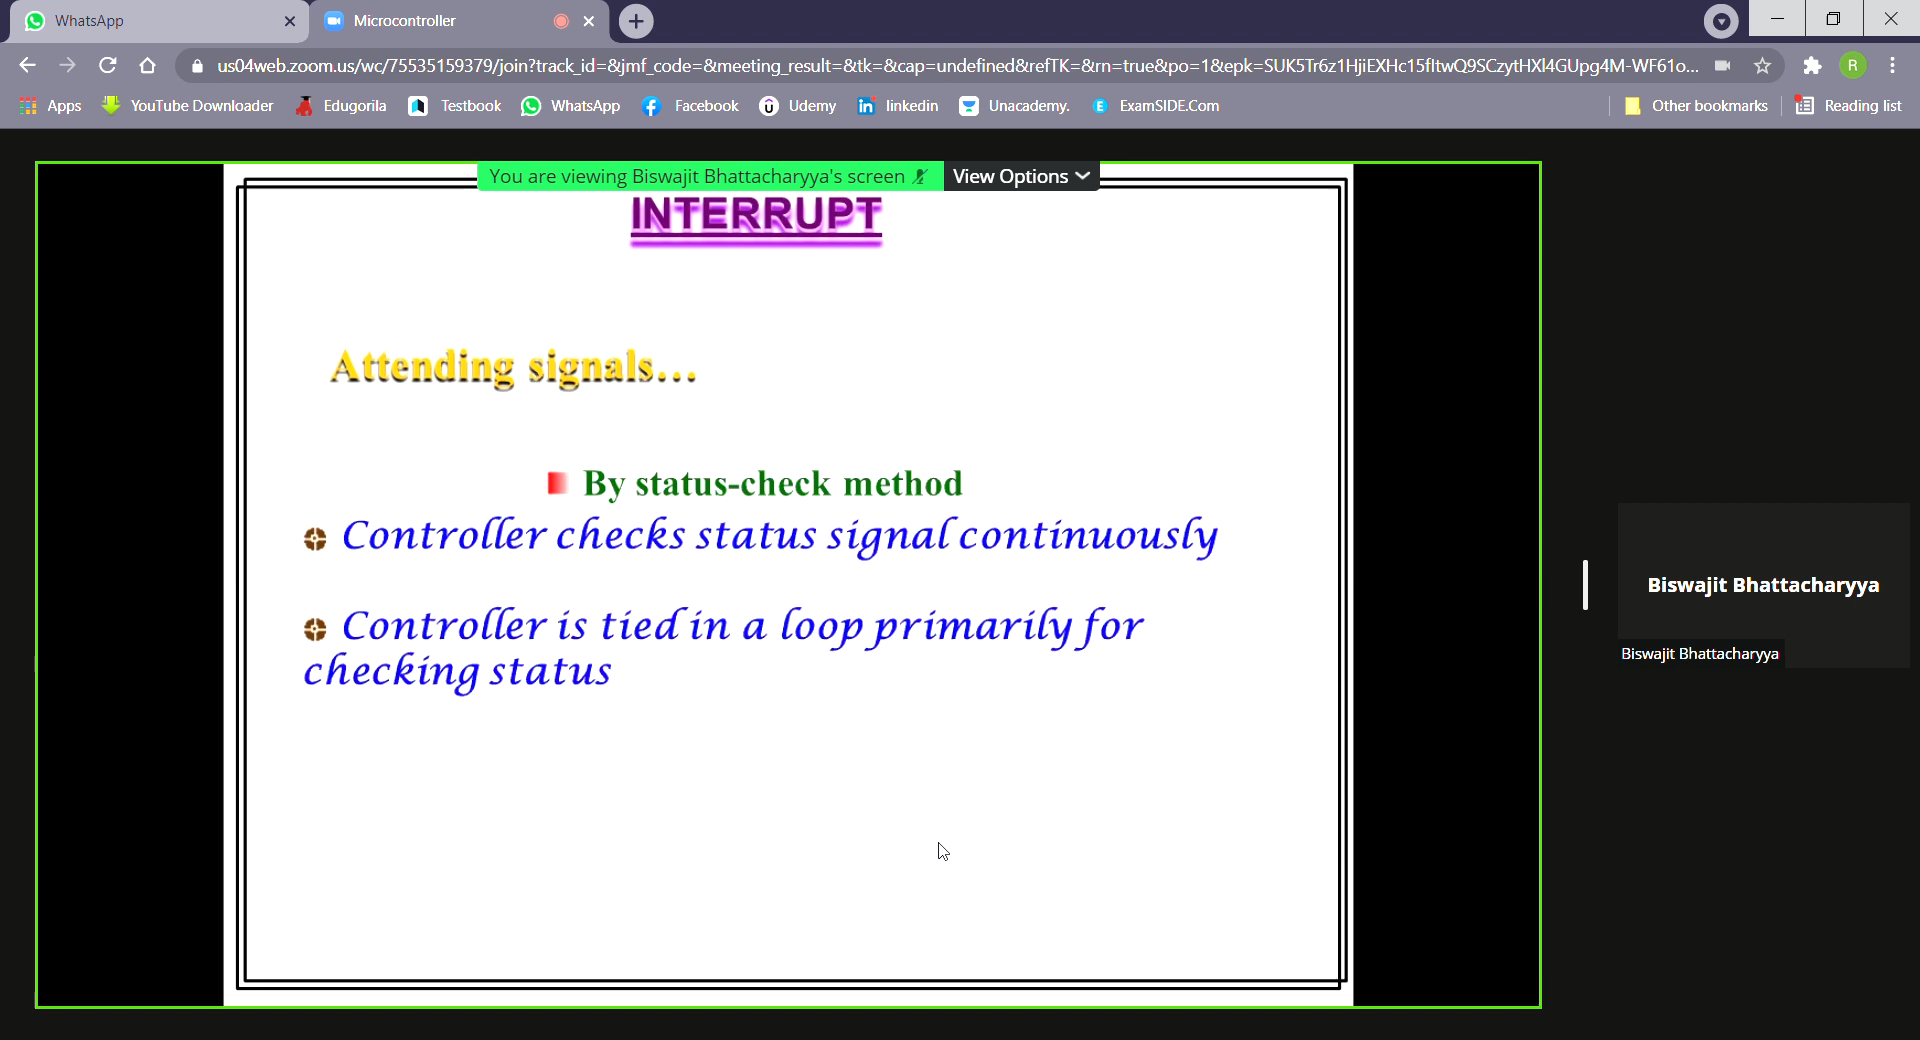 WhatsApp
Microcontroller
us04web.zoom.us/wc/75535159379/join?track_id=&jmf_code=&meeting_result=&tk=&cap=undefined&refTK=&rn=true&po=1&epk=SUK5Tr6z1HjiEXHc15fItwQ9SCzytHXl4GUpg4M-WF61o...
R
Apps YouTube Downloader Edugorila Testbook WhatsApp Facebook Udemy linkedin Unacademy. ExamSIDE.Com Other bookmarks Reading list
You are viewing Biswajit Bhattacharyya's screen View Options
INTERRUPT
Attending signals...
By status-check method
Controller checks status signal continuously
Controller is tied in a loop primarily for
checking status
Biswajit Bhattacharyya
Biswajit Bhattacharyya